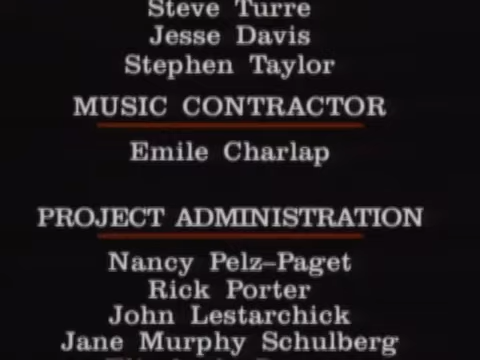 Steve Turre
Jesse Davis
Stephen Taylor
MUSIC CONTRACTOR
Emile Charlap
PROJECT ADMINISTRATION
Nancy Pelz-Paget
Rick Porter
John Lestarchick
Jane Murphy Schulberg